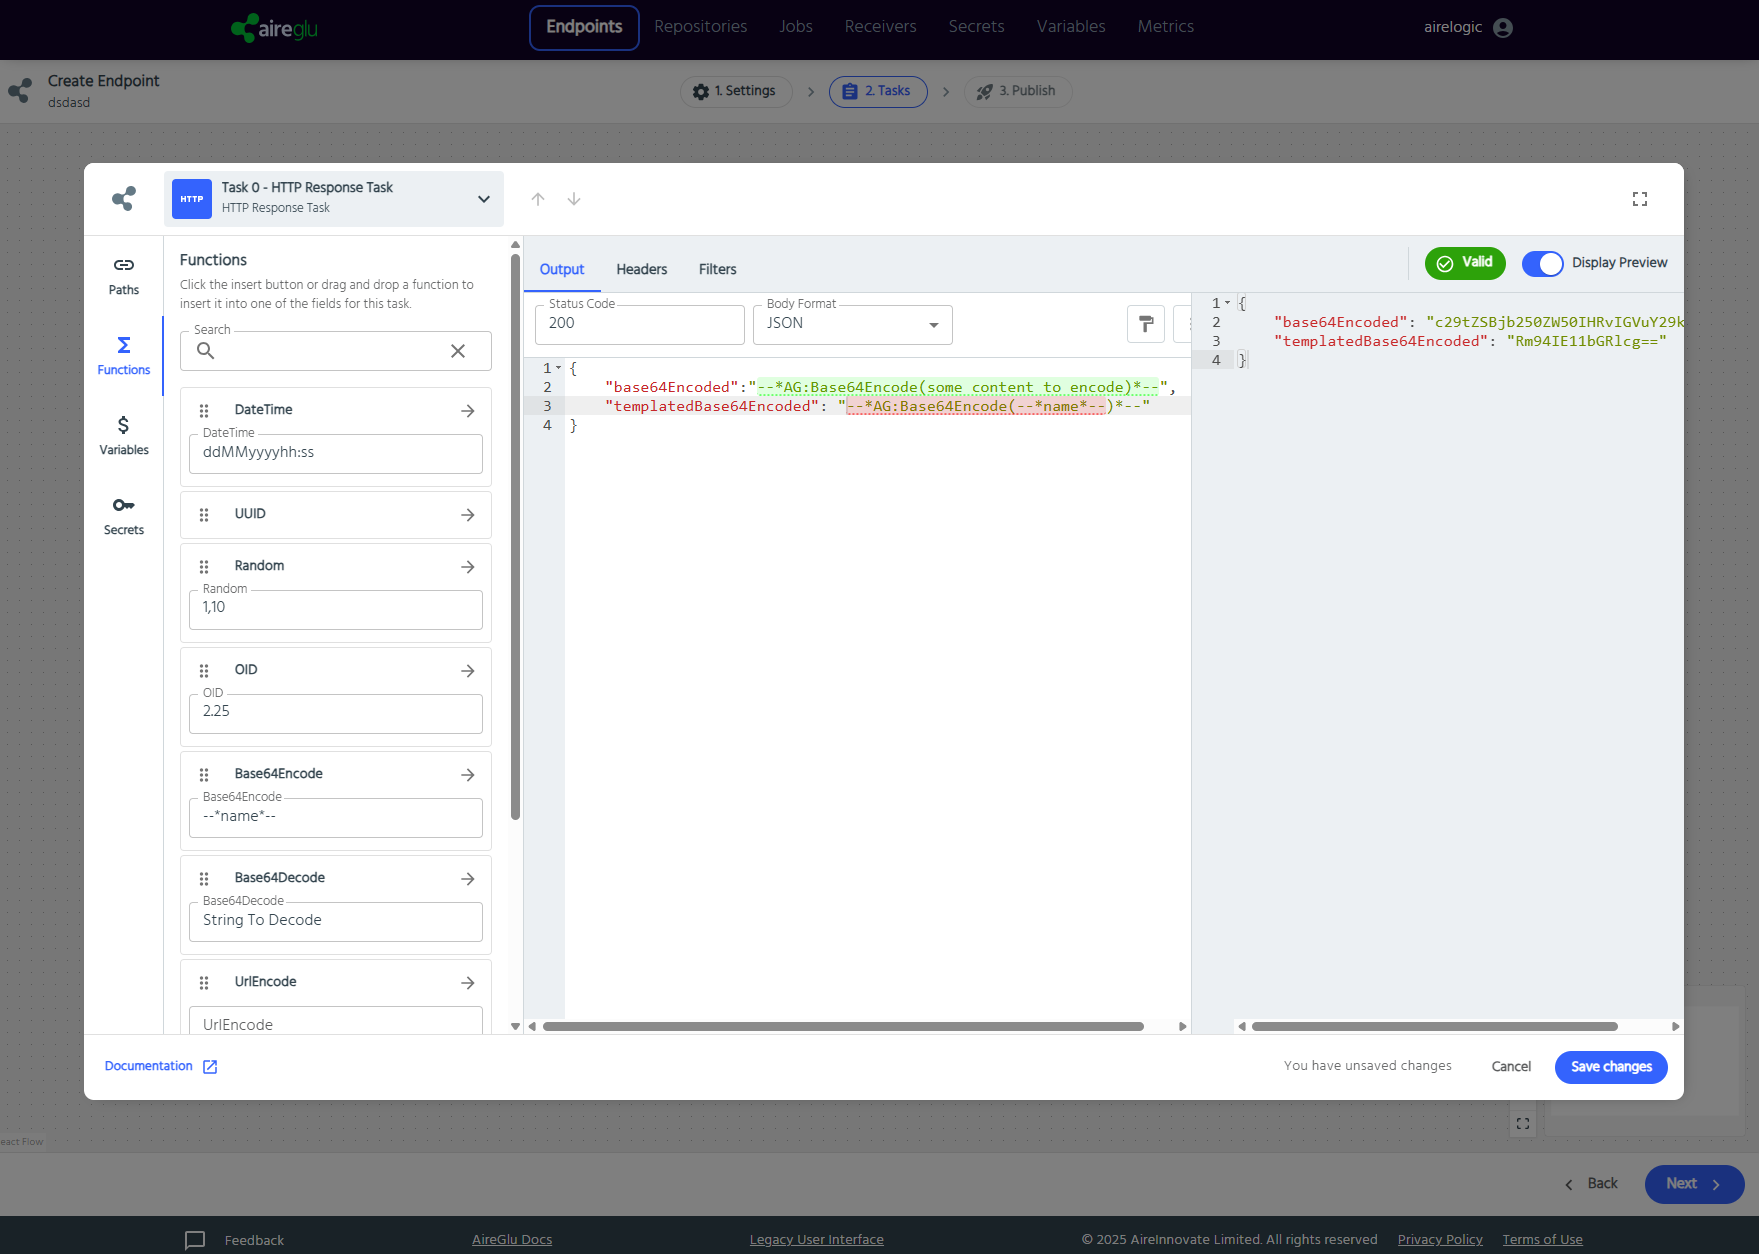 aireglu
Endpoints
Repositories
Jobs
Receivers
Secrets
Variables
Metrics
airelogic
Create Endpoint
dsdasd
1. Settings
2. Tasks
3. Publish
HTTP
Task 0 - HTTP Response Task
HTTP Response Task
Paths
Functions
Variables
Secrets
Functions
Click the insert button or drag and drop a function to
insert it into one of the fields for this task.
Search
DateTime
DateTime
ddMMyyyyhh:ss
UUID
Random
Random
1,10
OID
OID
2.25
Base64Encode
Base64Encode
--*name*--
Base64Decode
Base64Decode
String To Decode
UrlEncode
UrlEncode
Output
Headers
Filters
Valid
Display Preview
Status Code
200
Body Format
JSON
1 {
2 "base64Encoded":"--*AG:Base64Encode(some content to encode)*--",
3 "templatedBase64Encoded": "--*AG:Base64Encode(--*name*--)*--"
4 }
1 {
2 "base64Encoded": "c29tZSBjb250ZW50IHRvIGVuY29k
3 "templatedBase64Encoded": "Rm94IE11bGRlcg=="
4 }
Documentation
You have unsaved changes
Cancel
Save changes
eact Flow
Back
Next
Feedback
AireGlu Docs
Legacy User Interface
© 2025 AireInnovate Limited. All rights reserved
Privacy Policy
Terms of Use